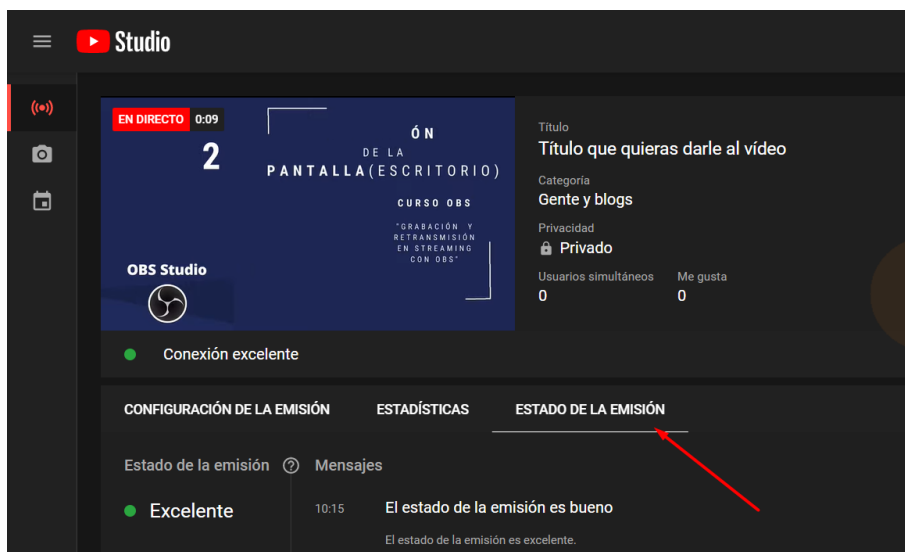 Studio
EN DIRECTO 0:09
2
ÓN
DE LA
PANTALLA(ESCRITORIO)
CURSO OBS
"GRABACIÓN Y
RETRANSMISIÓN
EN STREAMING
CON OBS"
OBS Studio
Título
Título que quieras darle al vídeo
Categoría
Gente y blogs
Privacidad
Privado
Usuarios simultáneos Me gusta
0 0
Conexión excelente
CONFIGURACIÓN DE LA EMISIÓN ESTADÍSTICAS ESTADO DE LA EMISIÓN
Estado de la emisión ? Mensajes
Excelente 10:15 El estado de la emisión es bueno
El estado de la emisión es excelente.